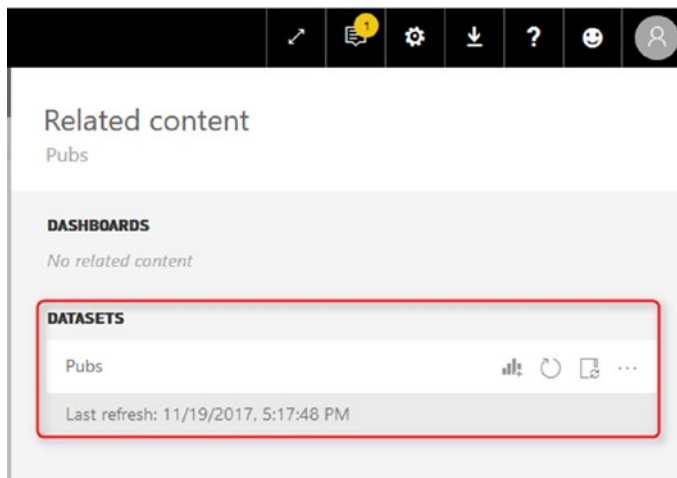 1
?
Related content
Pubs
DASHBOARDS
No related content
DATASETS
Pubs
Last refresh: 11/19/2017, 5:17:48 PM